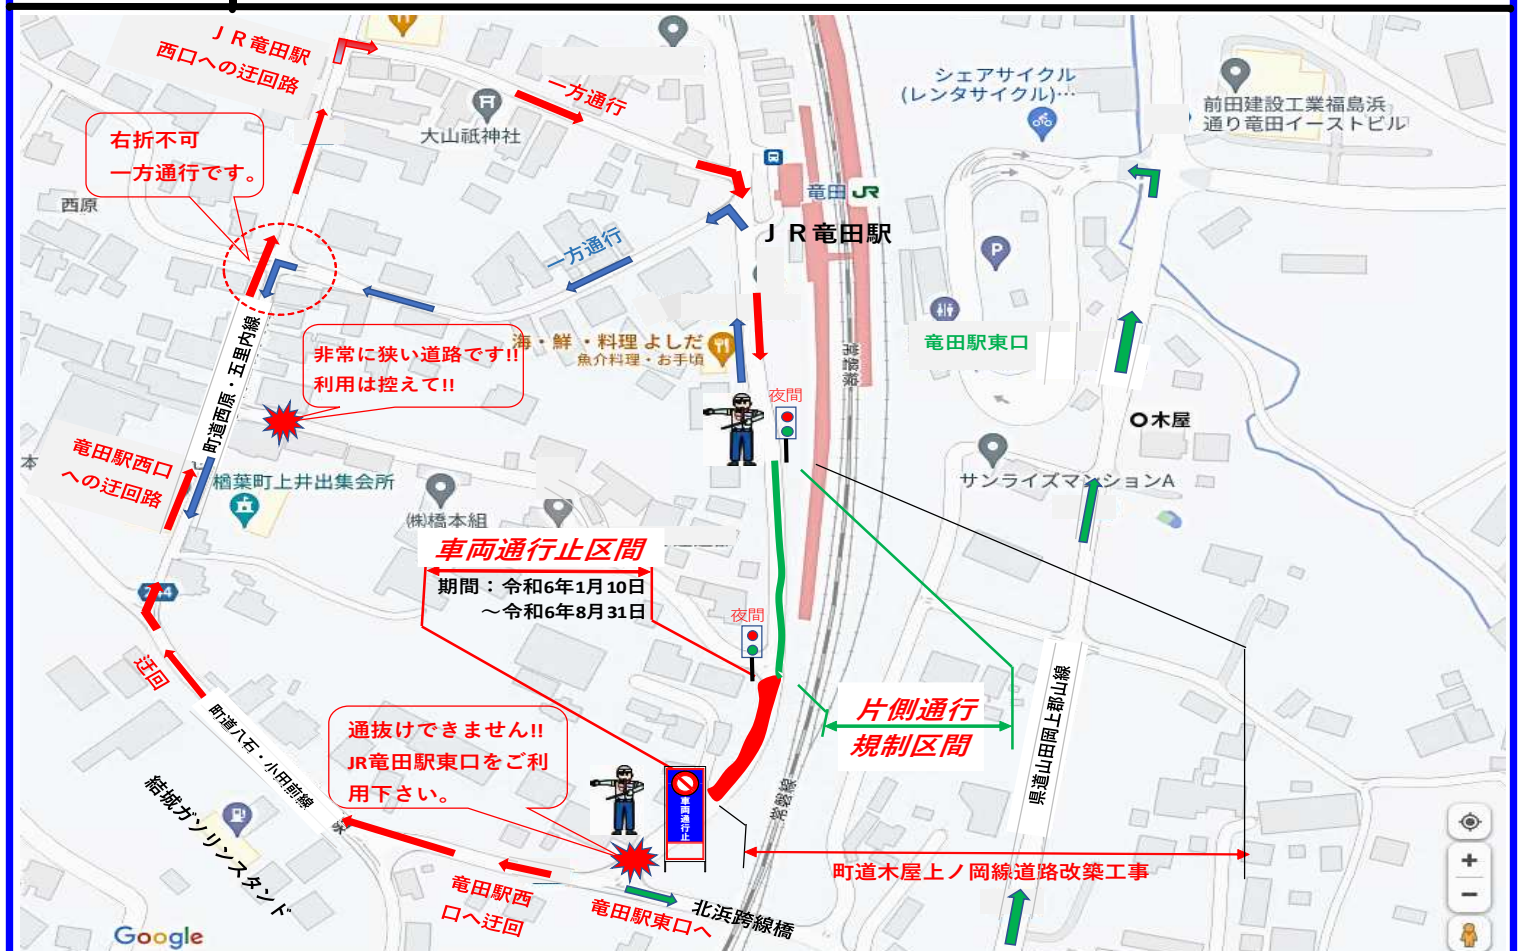 ＪＲ竜田駅
西口への迂回路
一方通行
大山祇神社
シェアサイクル
(レンタサイクル)…
前田建設工業福島浜
通り竜田イーストビル
右折不可
一方通行です。
西原
竜田
JR
ＪＲ竜田駅
一方通行
P
町道西原・五里内線
非常に狭い道路です!!
利用は控えて!!
海・鮮・料理 よしだ
魚介料理・お手頃
竜田駅東口
常磐線
夜間
木屋
竜田駅西口
への迂回路
本
楢葉町上井出集会所
㈱橋本組
サンライズマンションA
車両通行止区間
期間：令和6年1月10日
～令和6年8月31日
夜間
244
迂回
町道八石・小田前線
通抜けできません!!
JR竜田駅東口をご利
用下さい。
片側通行
規制区間
県道山田岡上郡山線
車両通行止
常磐線
結城ガソリンスタンド
町道木屋上ノ岡線道路改築工事
竜田駅西
口へ迂回
竜田駅東口へ
北浜跨線橋
Google